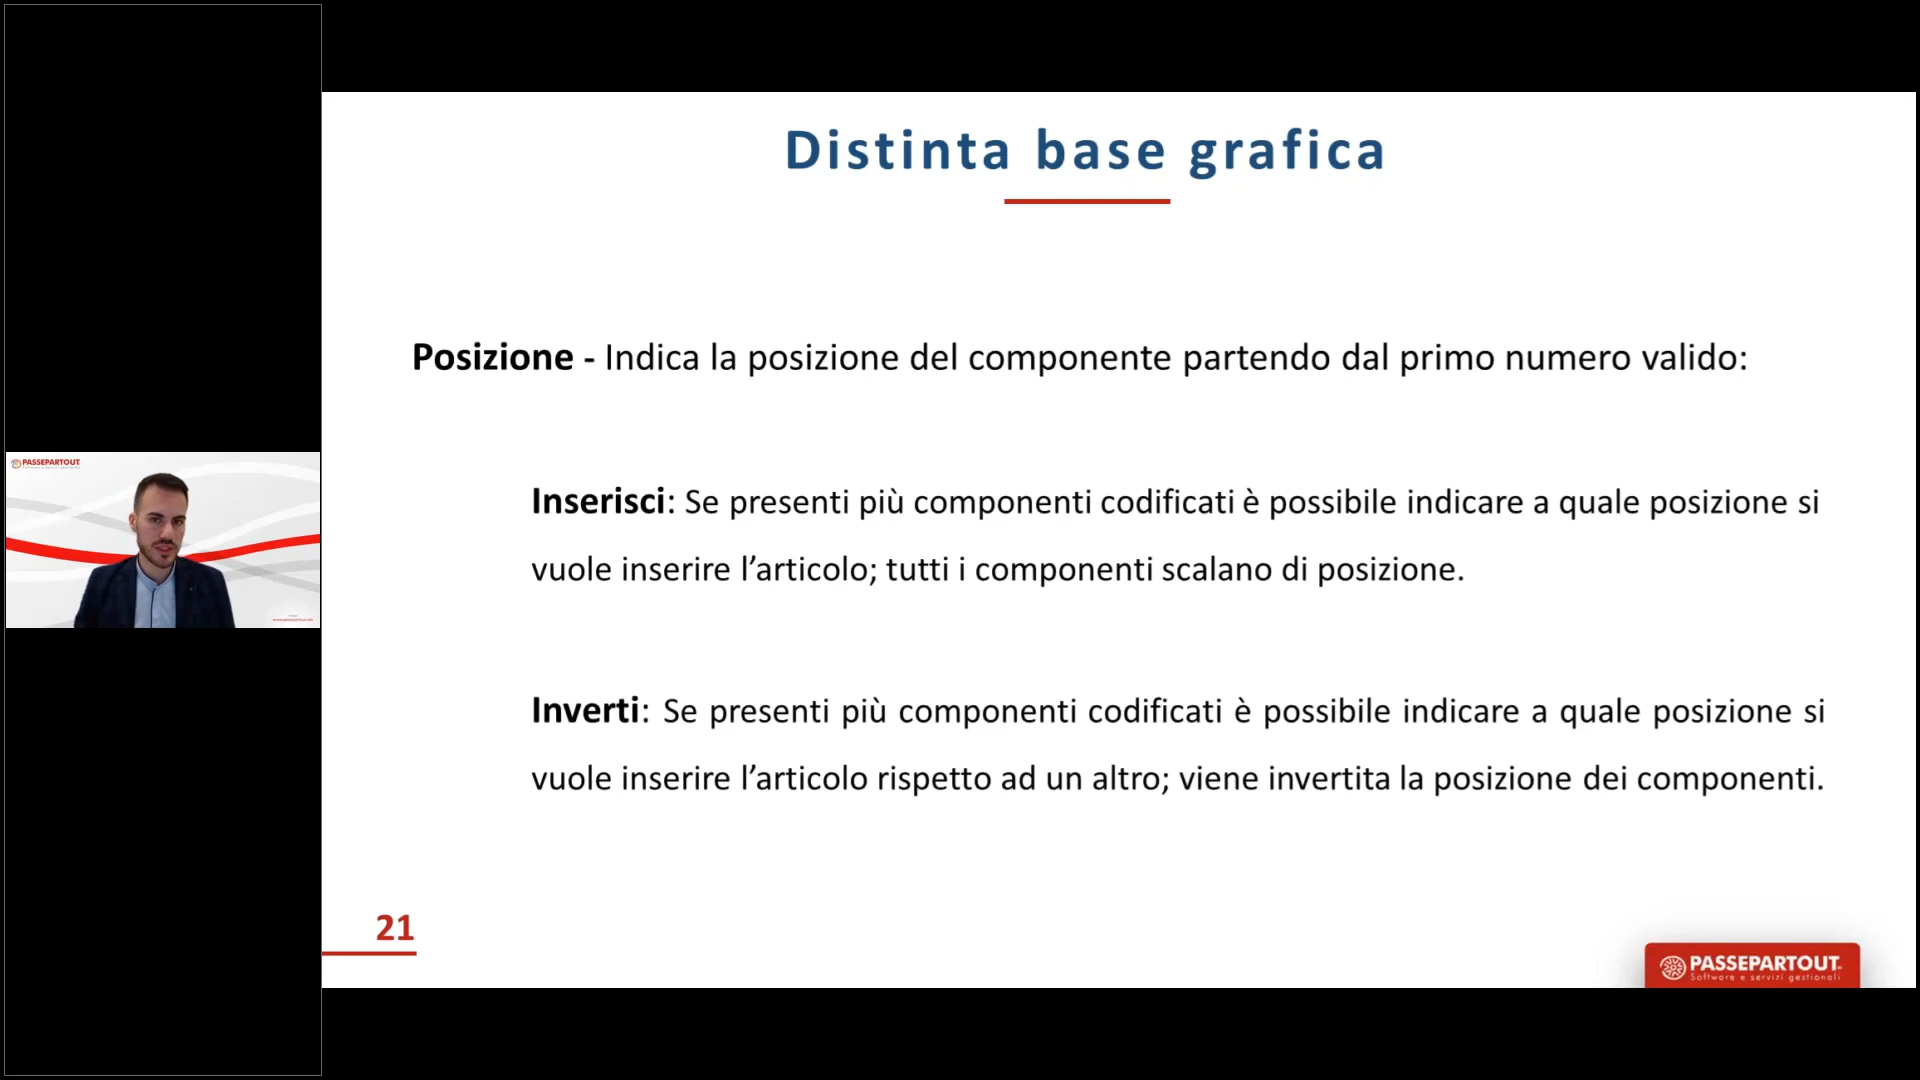 Distinta base grafica
Posizione - Indica la posizione del componente partendo dal primo numero valido:
Inserisci: Se presenti più componenti codificati è possibile indicare a quale posizione si
vuole inserire l’articolo; tutti i componenti scalano di posizione.
Inverti: Se presenti più componenti codificati è possibile indicare a quale posizione si
vuole inserire l’articolo rispetto ad un altro; viene invertita la posizione dei componenti.
21
PASSEPARTOUT
Software e servizi gestionali
PASSEPARTOUT